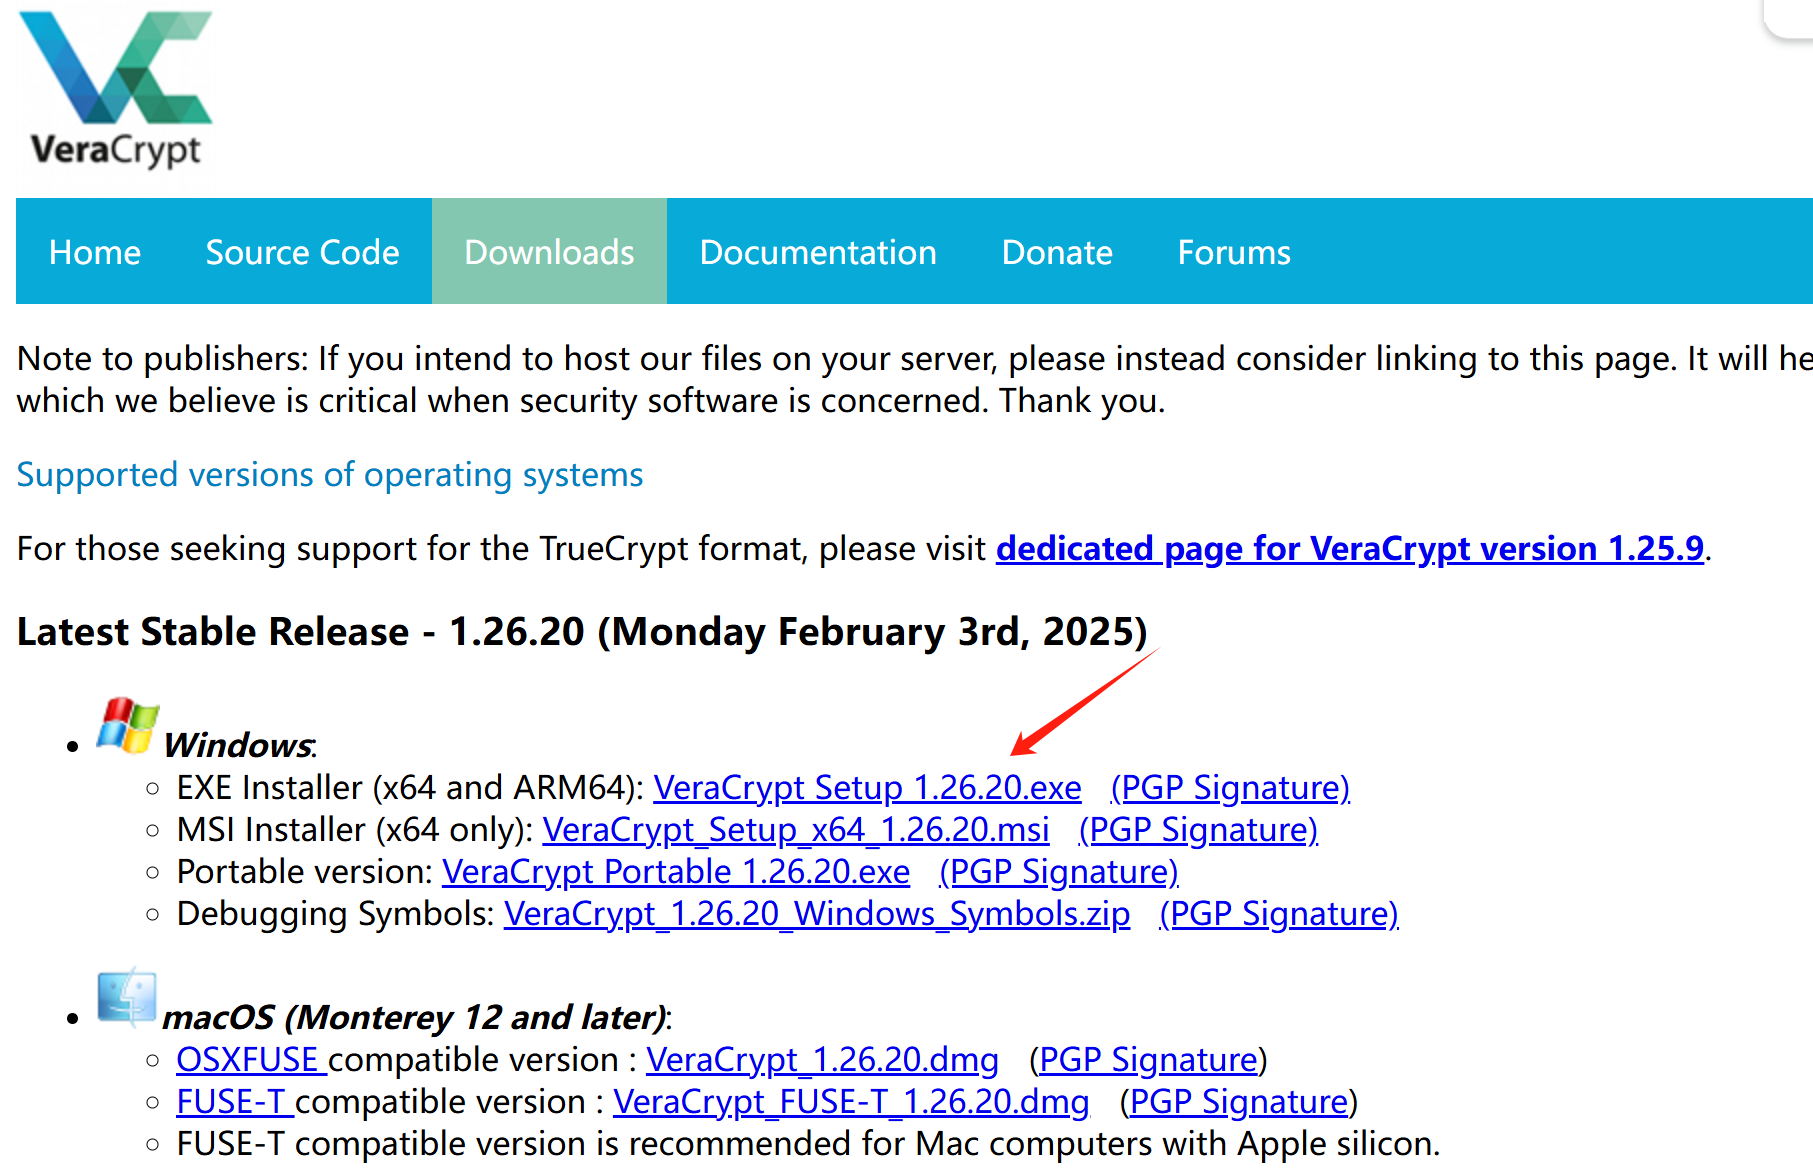 VeraCrypt
Home Source Code Downloads Documentation Donate Forums
Note to publishers: If you intend to host our files on your server, please instead consider linking to this page. It will he
which we believe is critical when security software is concerned. Thank you.
Supported versions of operating systems
For those seeking support for the TrueCrypt format, please visit dedicated page for VeraCrypt version 1.25.9.
Latest Stable Release - 1.26.20 (Monday February 3rd, 2025)
Windows:
EXE Installer (x64 and ARM64): VeraCrypt Setup 1.26.20.exe (PGP Signature)
MSI Installer (x64 only): VeraCrypt_Setup_x64_1.26.20.msi (PGP Signature)
Portable version: VeraCrypt Portable 1.26.20.exe (PGP Signature)
Debugging Symbols: VeraCrypt_1.26.20_Windows_Symbols.zip (PGP Signature)
macOS (Monterey 12 and later):
OSXFUSE compatible version : VeraCrypt_1.26.20.dmg (PGP Signature)
FUSE-T compatible version : VeraCrypt_FUSE-T_1.26.20.dmg (PGP Signature)
FUSE-T compatible version is recommended for Mac computers with Apple silicon.